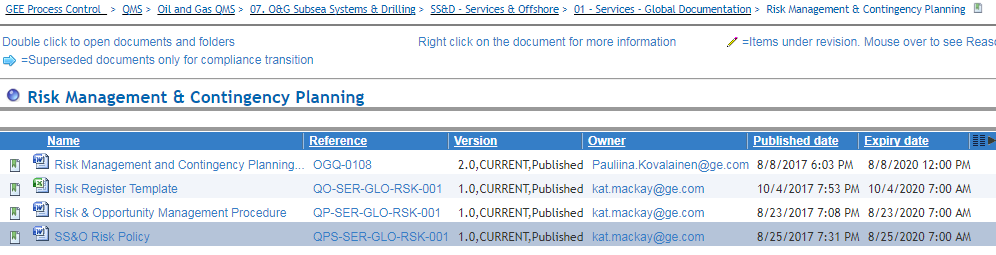 GEE Process Control > QMS > Oil and Gas QMS > 07. O&G Subsea Systems & Drilling > SS&D - Services & Offshore > 01 - Services - Global Documentation > Risk Management & Contingency Planning
Double click to open documents and folders Right click on the document for more information =Items under revision. Mouse over to see Reaso
=Superseded documents only for compliance transition
Risk Management & Contingency Planning
Name Reference Version Owner Published date Expiry date
Risk Management and Contingency Planning... OGQ-0108 2.0,CURRENT,Published Pauliina.Kovalainen@ge.com 8/8/2017 6:03 PM 8/8/2020 12:00 PM
Risk Register Template QO-SER-GLO-RSK-001 1.0,CURRENT,Published kat.mackay@ge.com 10/4/2017 7:53 PM 10/4/2020 7:00 AM
Risk & Opportunity Management Procedure QP-SER-GLO-RSK-001 1.0,CURRENT,Published kat.mackay@ge.com 8/23/2017 7:08 PM 8/23/2020 7:00 AM
SS&O Risk Policy QPS-SER-GLO-RSK-001 1.0,CURRENT,Published kat.mackay@ge.com 8/25/2017 7:31 PM 8/25/2020 7:00 AM